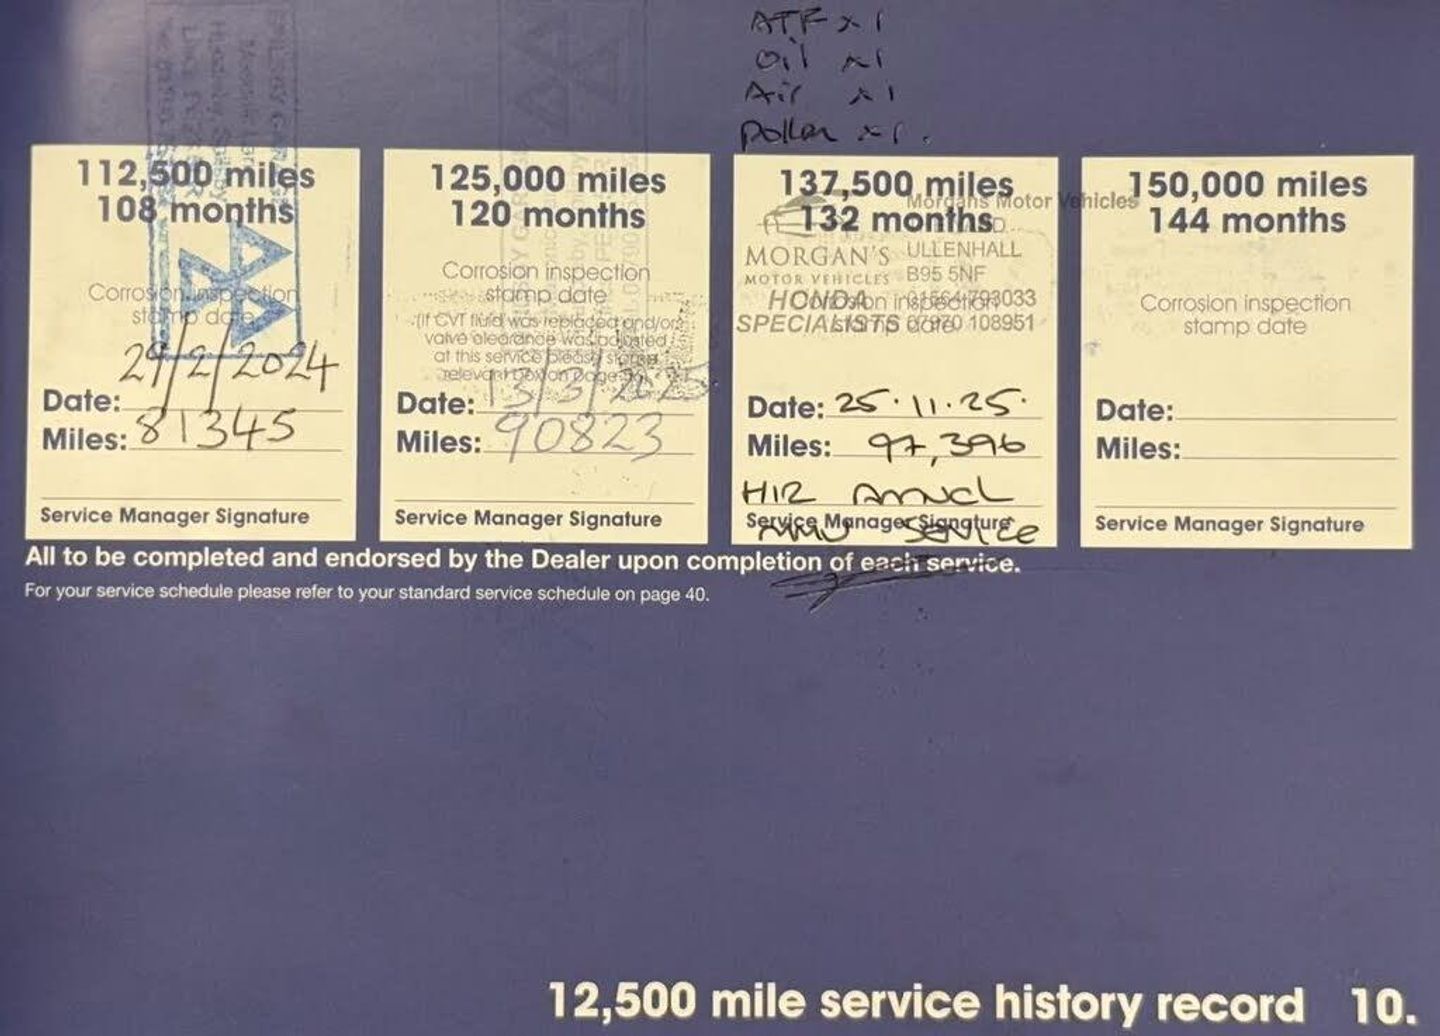 ATF x 1
Oil x1
Air x1
Pollen x1.
112,500 miles
108 months
Corrosion inspection
stamp date
29/2/2024
Date:
Miles: 81345
Service Manager Signature
125,000 miles
120 months
Corrosion inspection
stamp date
(If CVT fluid was replaced and/or
valve clearance was adjusted
at this service please stamp
relevant box on page
Date: 13/3/2025
Miles: 90823
Service Manager Signature
137,500 miles
132 months
Morgans Motor Vehicles
MORGAN'S
MOTOR VEHICLES
HONDA
SPECIALISTS
ULLENHALL
B95 5NF
01564 793033
07970 108951
Corrosion inspection
stamp date
Date: 25.11.25.
Miles: 97,396
Service Manager Signature
Service
150,000 miles
144 months
Corrosion inspection
stamp date
Date:
Miles:
Service Manager Signature
All to be completed and endorsed by the Dealer upon completion of each service.
For your service schedule please refer to your standard service schedule on page 40.
12,500 mile service history record 10.